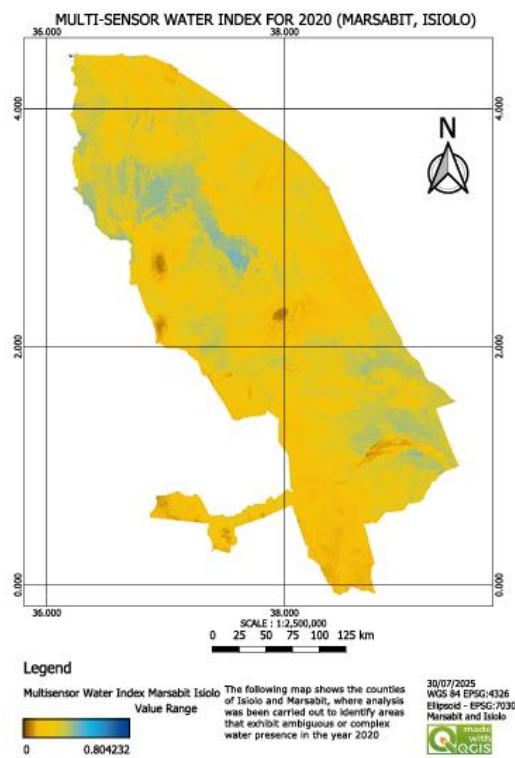 MULTI-SENSOR WATER INDEX FOR 2020 (MARSABIT, ISIOLO)
36.000
38.000
4.000
4.000
N
2.000
2.000
0.000
0.000
36.000
38.000
SCALE : 1:2,500,000
0 25 50 75 100 125 km
Legend
Multisensor Water Index Marsabit Isiolo
Value Range
0 0.804232
The following map shows the counties
of Isiolo and Marsabit, where analysis
was been carried out to identify areas
that exhibit ambiguous or complex
water presence in the year 2020
30/07/2025
WGS 84 EPSG:4326
Ellipsoid - EPSG:7030
Marsabit and Isiolo
made
with
QGIS